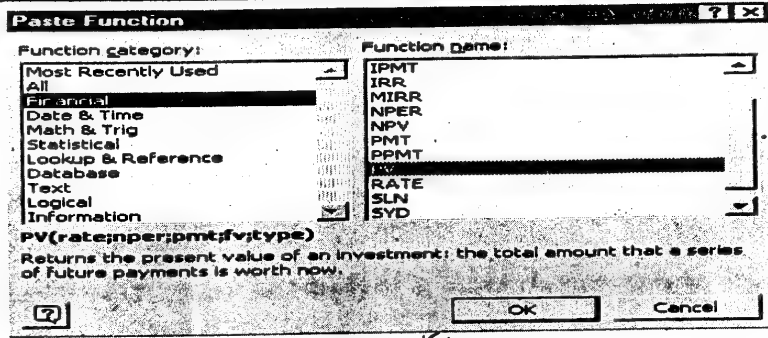 Paste Function
? X
Function category:
Most Recently Used
All
Financial
Date & Time
Math & Trig
Statistical
Lookup & Reference
Database
Text
Logical
Information
Function name:
IPMT
IRR
MIRR
NPER
NPV
PMT
PPMT
PV
RATE
SLN
SYD
PV(rate;nper;pmt;fv;type)
Returns the present value of an investment: the total amount that a series
of future payments is worth now.
?
OK
Cancel